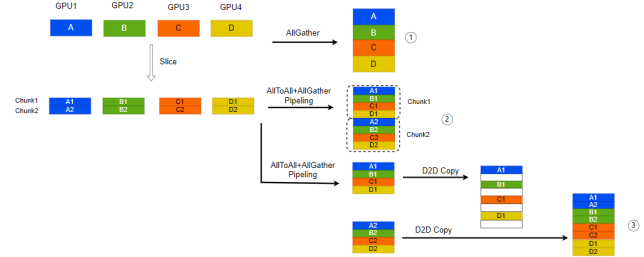 GPU1 GPU2 GPU3 GPU4
A B C D
AllGather
A
B
C
D
1
Slice
Chunk1
Chunk2
A1 B1 C1 D1
A2 B2 C2 D2
AllToAll+AllGather
Pipeling
A1
B1
C1
D1
A2
B2
C2
D2
Chunk1
Chunk2
2
AllToAll+AllGather
Pipeling
A1
B1
C1
D1
D2D Copy
A1
B1
C1
D1
A2
B2
C2
D2
D2D Copy
A1
A2
B1
B2
C1
C2
D1
D2
3